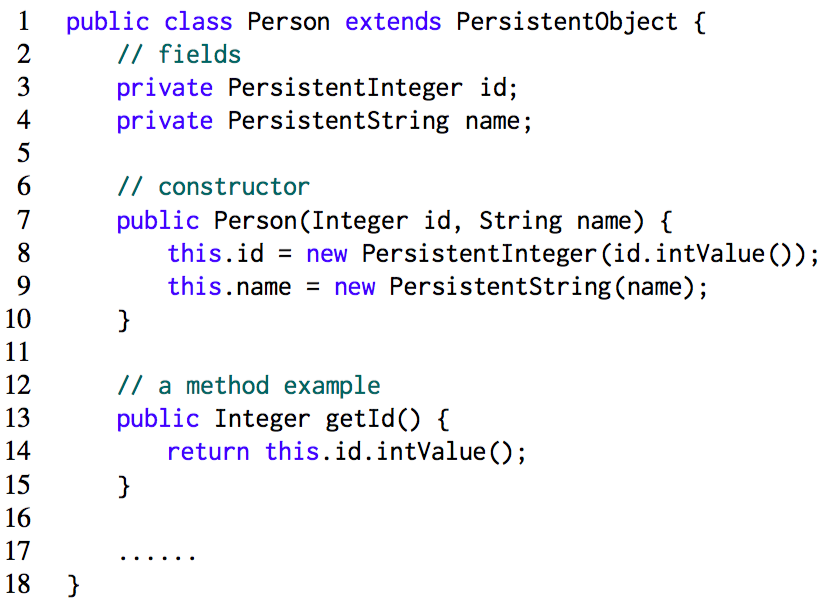 1 public class Person extends PersistentObject {
2 // fields
3 private PersistentInteger id;
4 private PersistentString name;
5
6 // constructor
7 public Person(Integer id, String name) {
8 this.id = new PersistentInteger(id.intValue());
9 this.name = new PersistentString(name);
10 }
11
12 // a method example
13 public Integer getId() {
14 return this.id.intValue();
15 }
16
17 ......
18 }